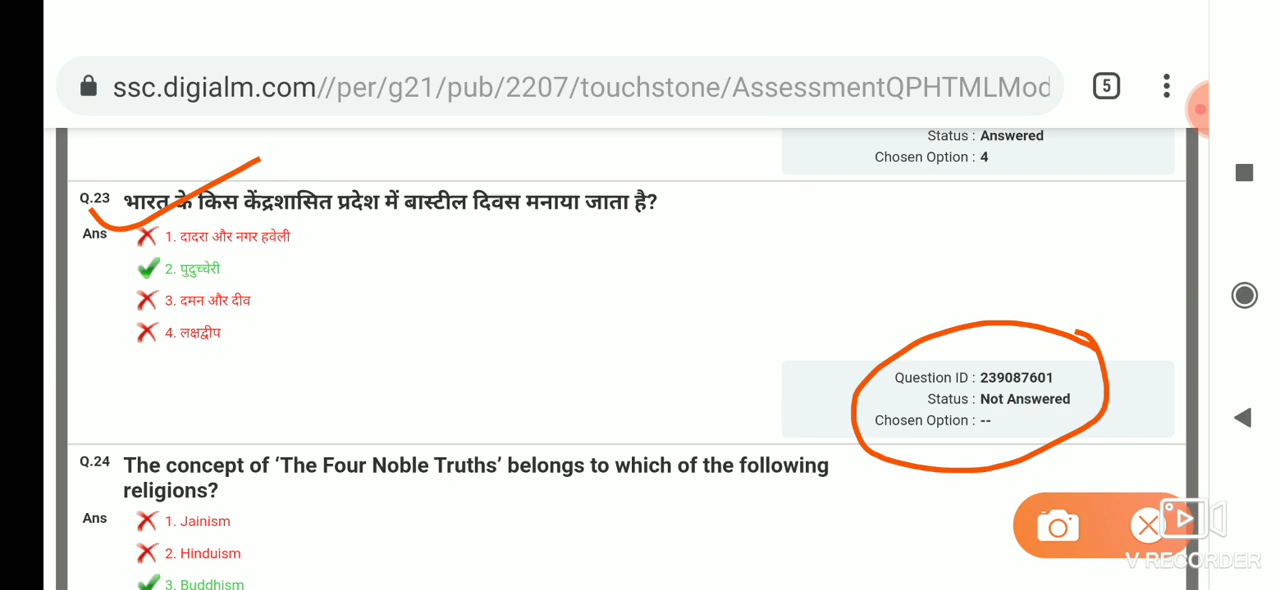 ssc.digialm.com//per/g21/pub/2207/touchstone/AssessmentQPHTMLMod
5
Status : Answered
Chosen Option : 4
Q.23 भारत के किस केंद्रशासित प्रदेश में बास्टील दिवस मनाया जाता है?
Ans
1. दादरा और नगर हवेली
2. पुदुच्चेरी
3. दमन और दीव
4. लक्षद्वीप
Question ID : 239087601
Status : Not Answered
Chosen Option : --
Q.24 The concept of ‘The Four Noble Truths’ belongs to which of the following
religions?
Ans
1. Jainism
2. Hinduism
3. Buddhism
V RECORDER